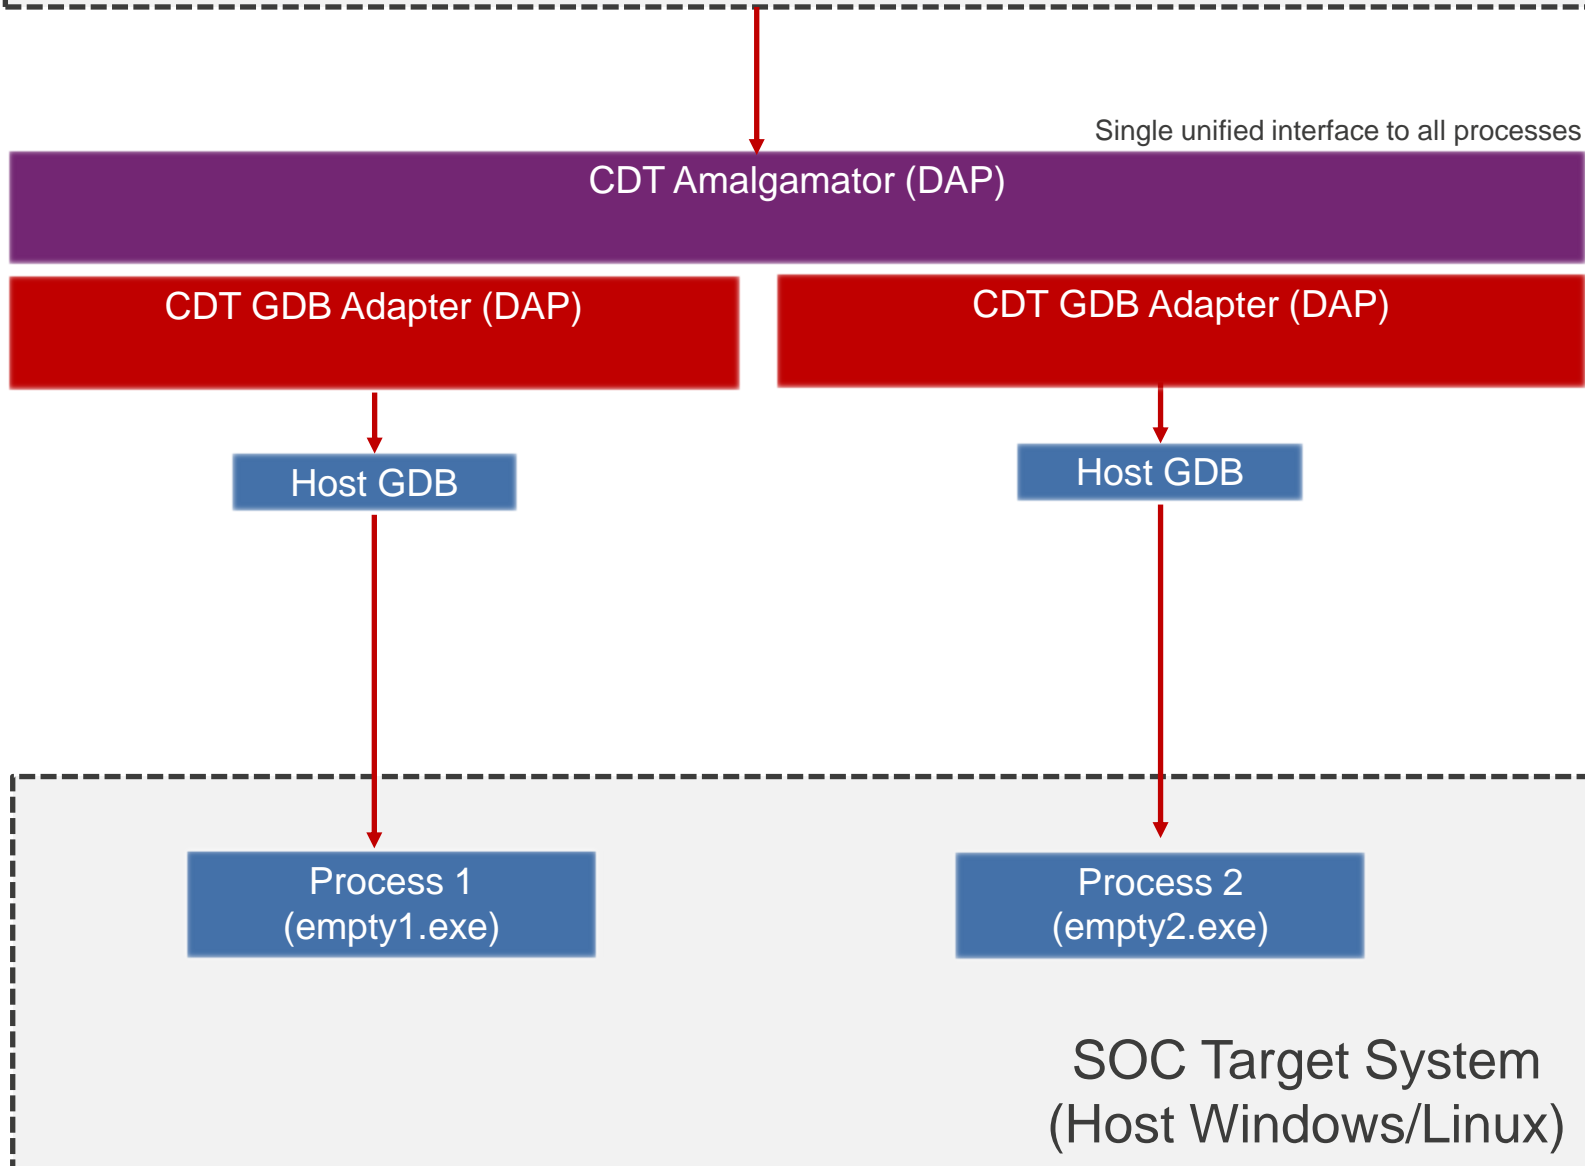 Single unified interface to all processes
CDT Amalgamator (DAP)
CDT GDB Adapter (DAP)
CDT GDB Adapter (DAP)
Host GDB
Host GDB
Process 1
(empty1.exe)
Process 2
(empty2.exe)
SOC Target System
(Host Windows/Linux)